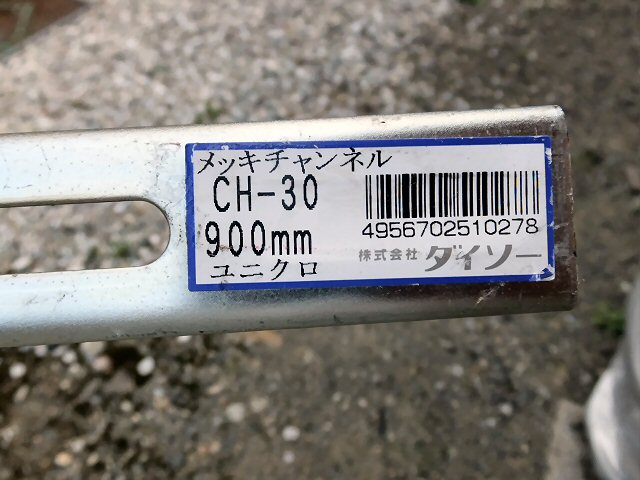 メッキチャンネル
CH-30
900mm
ユニクロ
4956702510278
株式会社 ダイソー